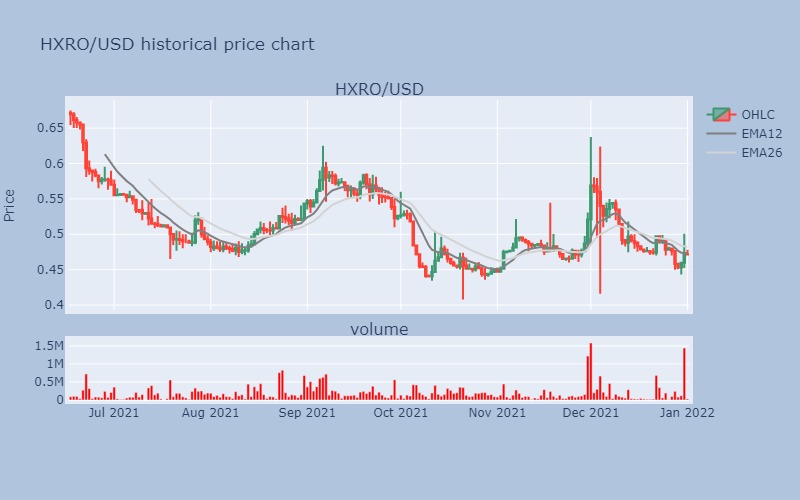 HXRO/USD historical price chart
HXRO/USD
OHLC
EMA12
EMA26
Price
0.65
0.6
0.55
0.5
0.45
0.4
volume
1.5M
1M
0.5M
0
Jul 2021 Aug 2021 Sep 2021 Oct 2021 Nov 2021 Dec 2021 Jan 2022